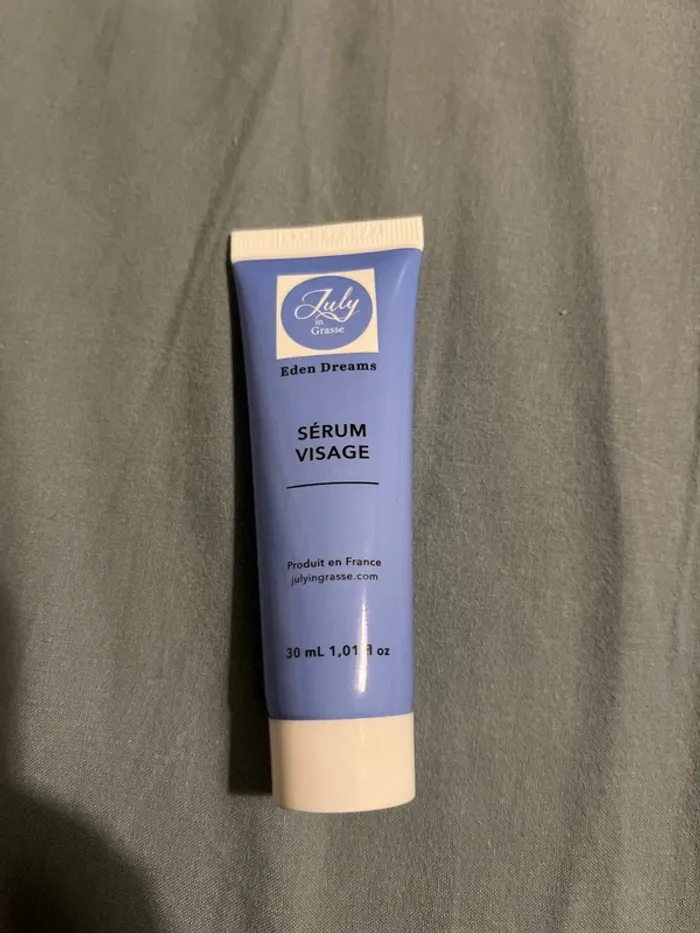 July
in
Grasse
Eden Dreams
SÉRUM
VISAGE
Produit en France
julyingrasse.com
30 mL 1,01 fl oz